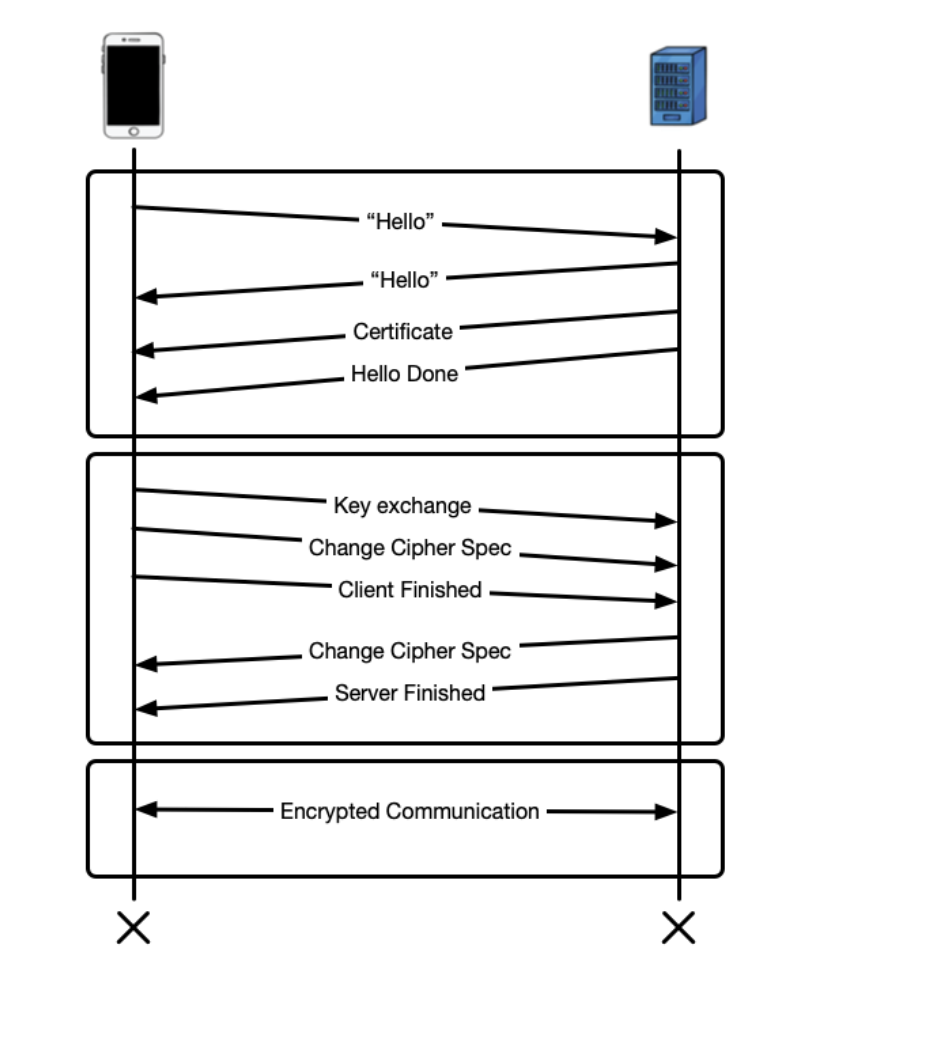 “Hello”
“Hello”
Certificate
Hello Done
Key exchange
Change Cipher Spec
Client Finished
Change Cipher Spec
Server Finished
Encrypted Communication